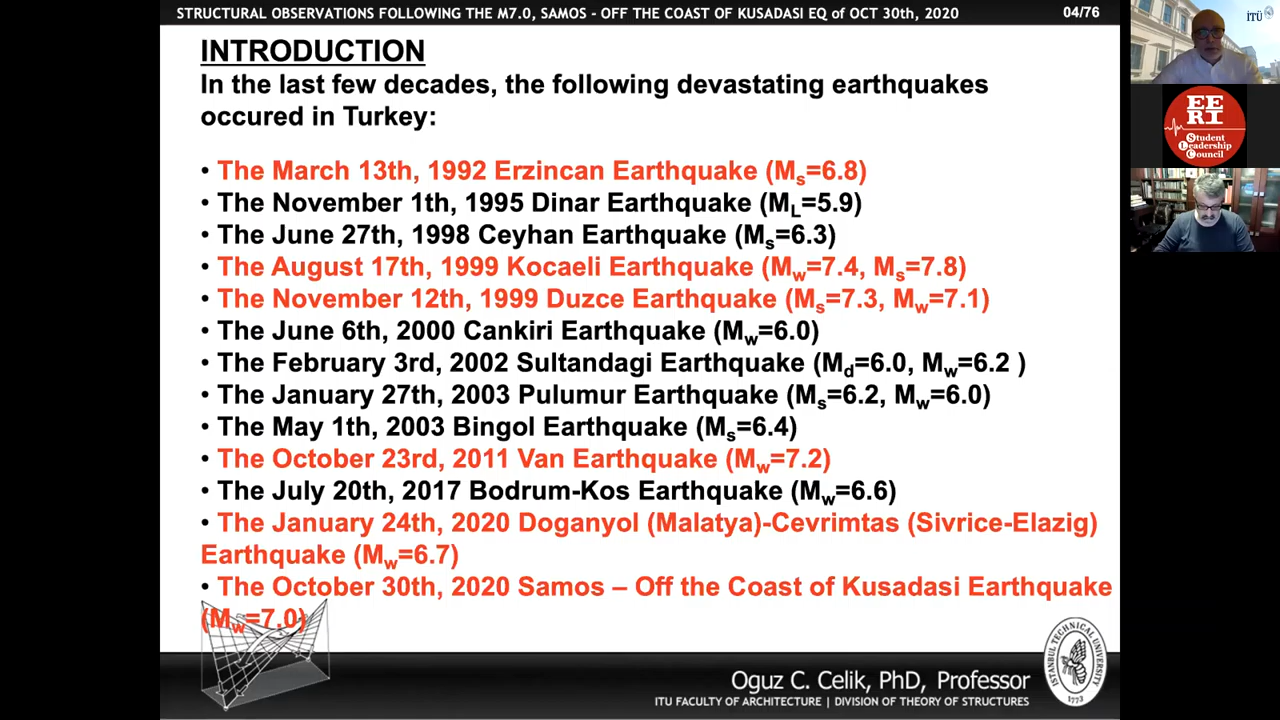 STRUCTURAL OBSERVATIONS FOLLOWING THE M7.0, SAMOS - OFF THE COAST OF KUSADASI EQ of OCT 30th, 2020
04/76
İTÜ
INTRODUCTION
In the last few decades, the following devastating earthquakes
occured in Turkey:
• The March 13th, 1992 Erzincan Earthquake (Ms=6.8)
• The November 1th, 1995 Dinar Earthquake (ML=5.9)
• The June 27th, 1998 Ceyhan Earthquake (Ms=6.3)
• The August 17th, 1999 Kocaeli Earthquake (Mw=7.4, Ms=7.8)
• The November 12th, 1999 Duzce Earthquake (Ms=7.3, Mw=7.1)
• The June 6th, 2000 Cankiri Earthquake (Mw=6.0)
• The February 3rd, 2002 Sultandagi Earthquake (Md=6.0, Mw=6.2 )
• The January 27th, 2003 Pulumur Earthquake (Ms=6.2, Mw=6.0)
• The May 1th, 2003 Bingol Earthquake (Ms=6.4)
• The October 23rd, 2011 Van Earthquake (Mw=7.2)
• The July 20th, 2017 Bodrum-Kos Earthquake (Mw=6.6)
• The January 24th, 2020 Doganyol (Malatya)-Cevrimtas (Sivrice-Elazig)
Earthquake (Mw=6.7)
• The October 30th, 2020 Samos – Off the Coast of Kusadasi Earthquake
(Mw=7.0)
Oguz C. Celik, PhD, Professor
ITU FACULTY OF ARCHITECTURE | DIVISION OF THEORY OF STRUCTURES
ISTANBUL TECHNICAL UNIVERSITY
1773
EE
RI
Student
Leadership
Council